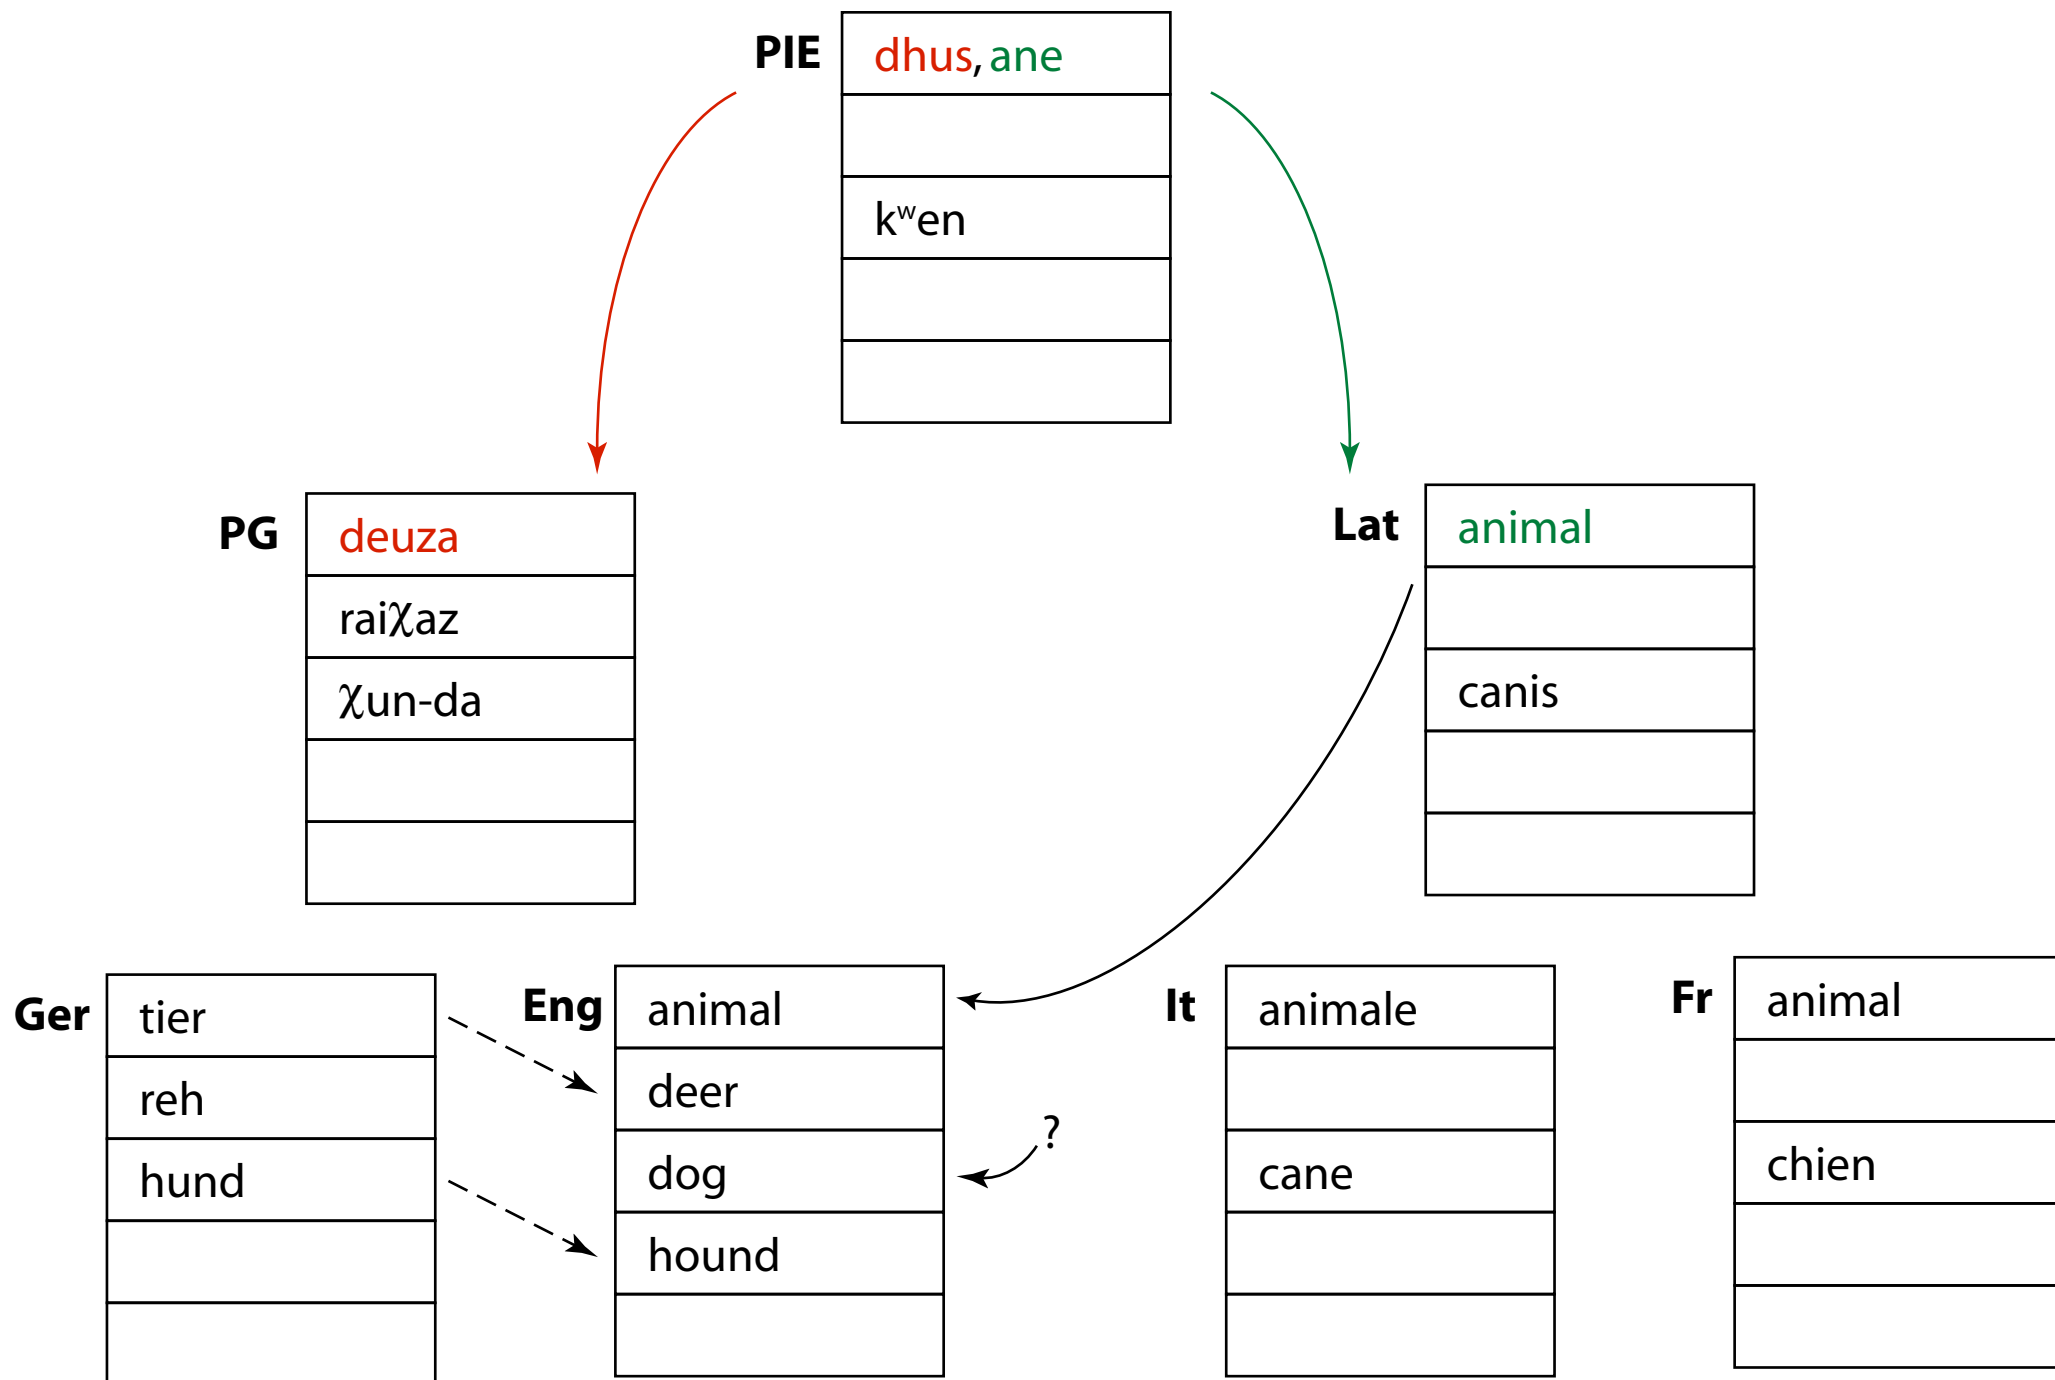 PIE
dhus, ane
kʷen
PG
deuza
raiχaz
χun-da
Lat
animal
canis
Ger
tier
reh
hund
Eng
animal
deer
dog
hound
?
It
animale
cane
Fr
animal
chien